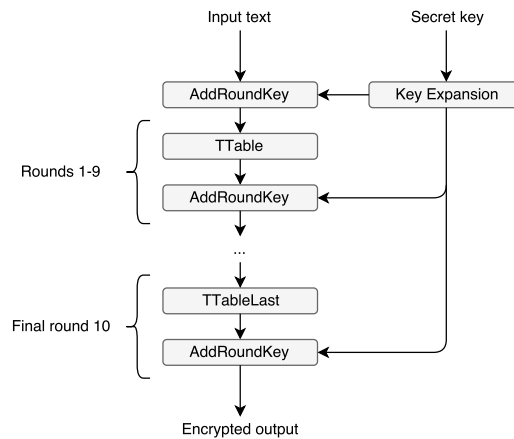 Input text
Secret key
AddRoundKey
Key Expansion
TTable
Rounds 1-9
AddRoundKey
...
TTableLast
Final round 10
AddRoundKey
Encrypted output